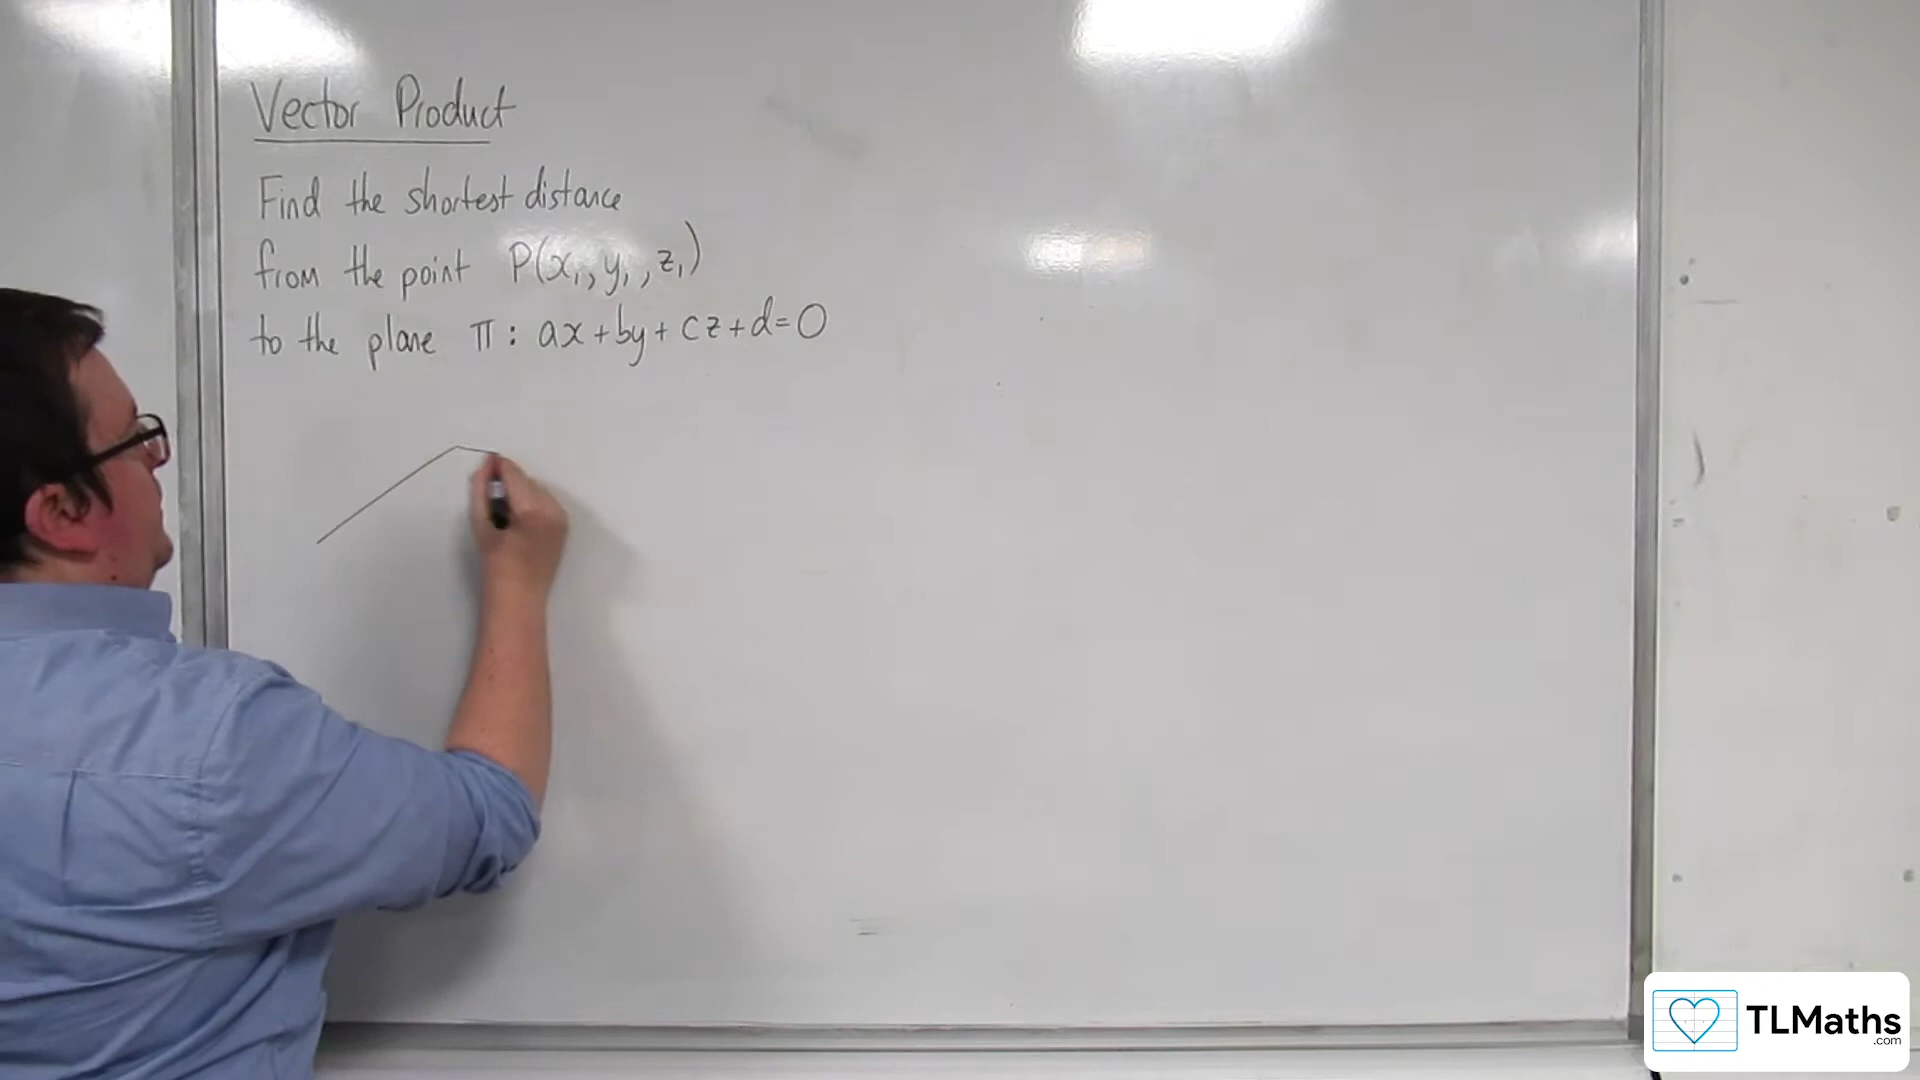 Vector Product
Find the shortest distance
from the point P(x₁, y₁, z₁)
to the plane π: ax+by+cz+d=0
TLMaths
.com